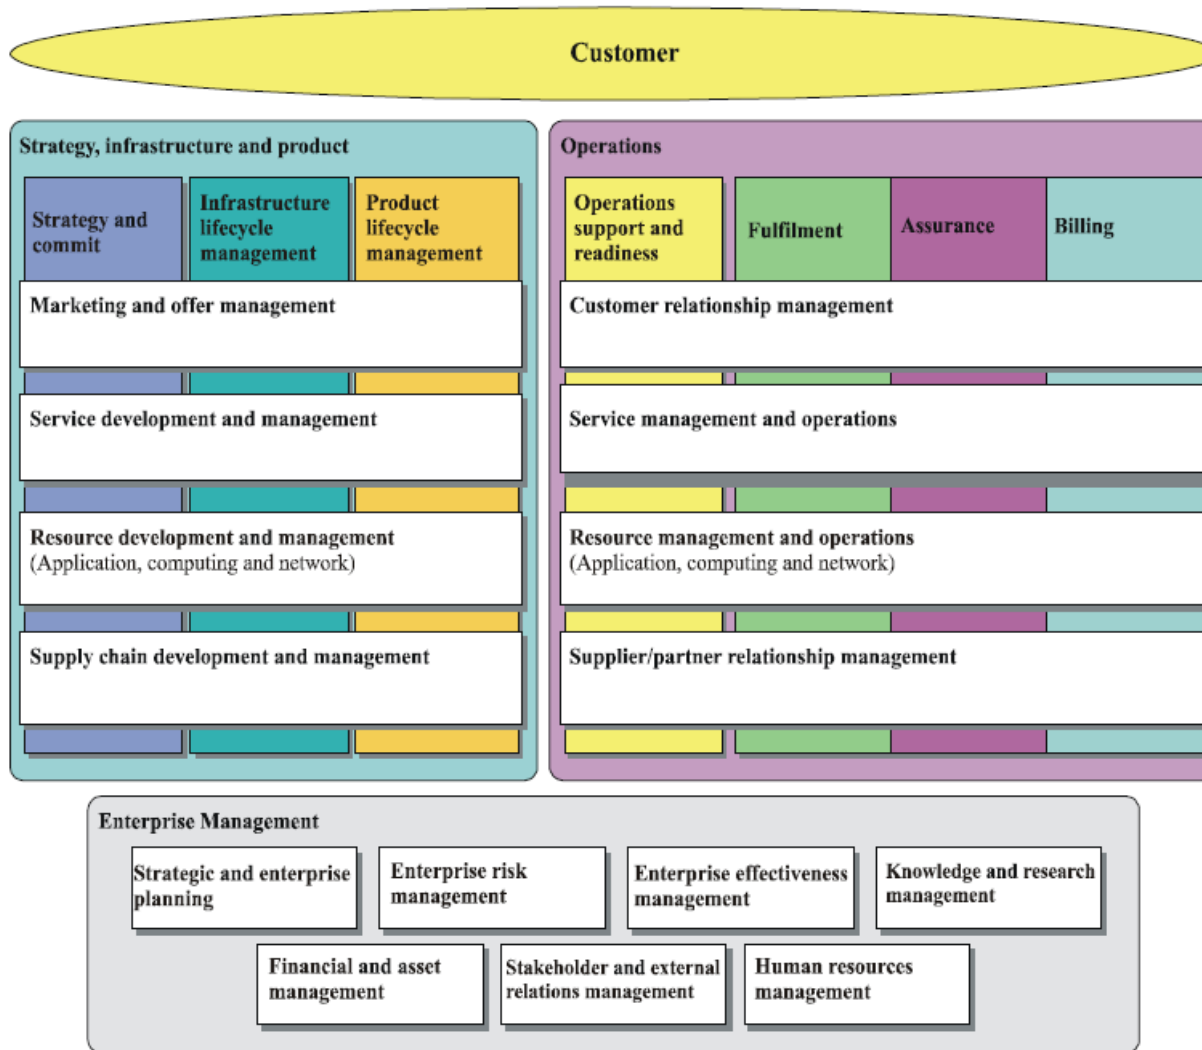 Customer
Strategy, infrastructure and product
Strategy and
commit
Infrastructure
lifecycle
management
Product
lifecycle
management
Marketing and offer management
Service development and management
Resource development and management
(Application, computing and network)
Supply chain development and management
Operations
Operations
support and
readiness
Fulfilment
Assurance
Billing
Customer relationship management
Service management and operations
Resource management and operations
(Application, computing and network)
Supplier/partner relationship management
Enterprise Management
Strategic and enterprise
planning
Enterprise risk
management
Enterprise effectiveness
management
Knowledge and research
management
Financial and asset
management
Stakeholder and external
relations management
Human resources
management